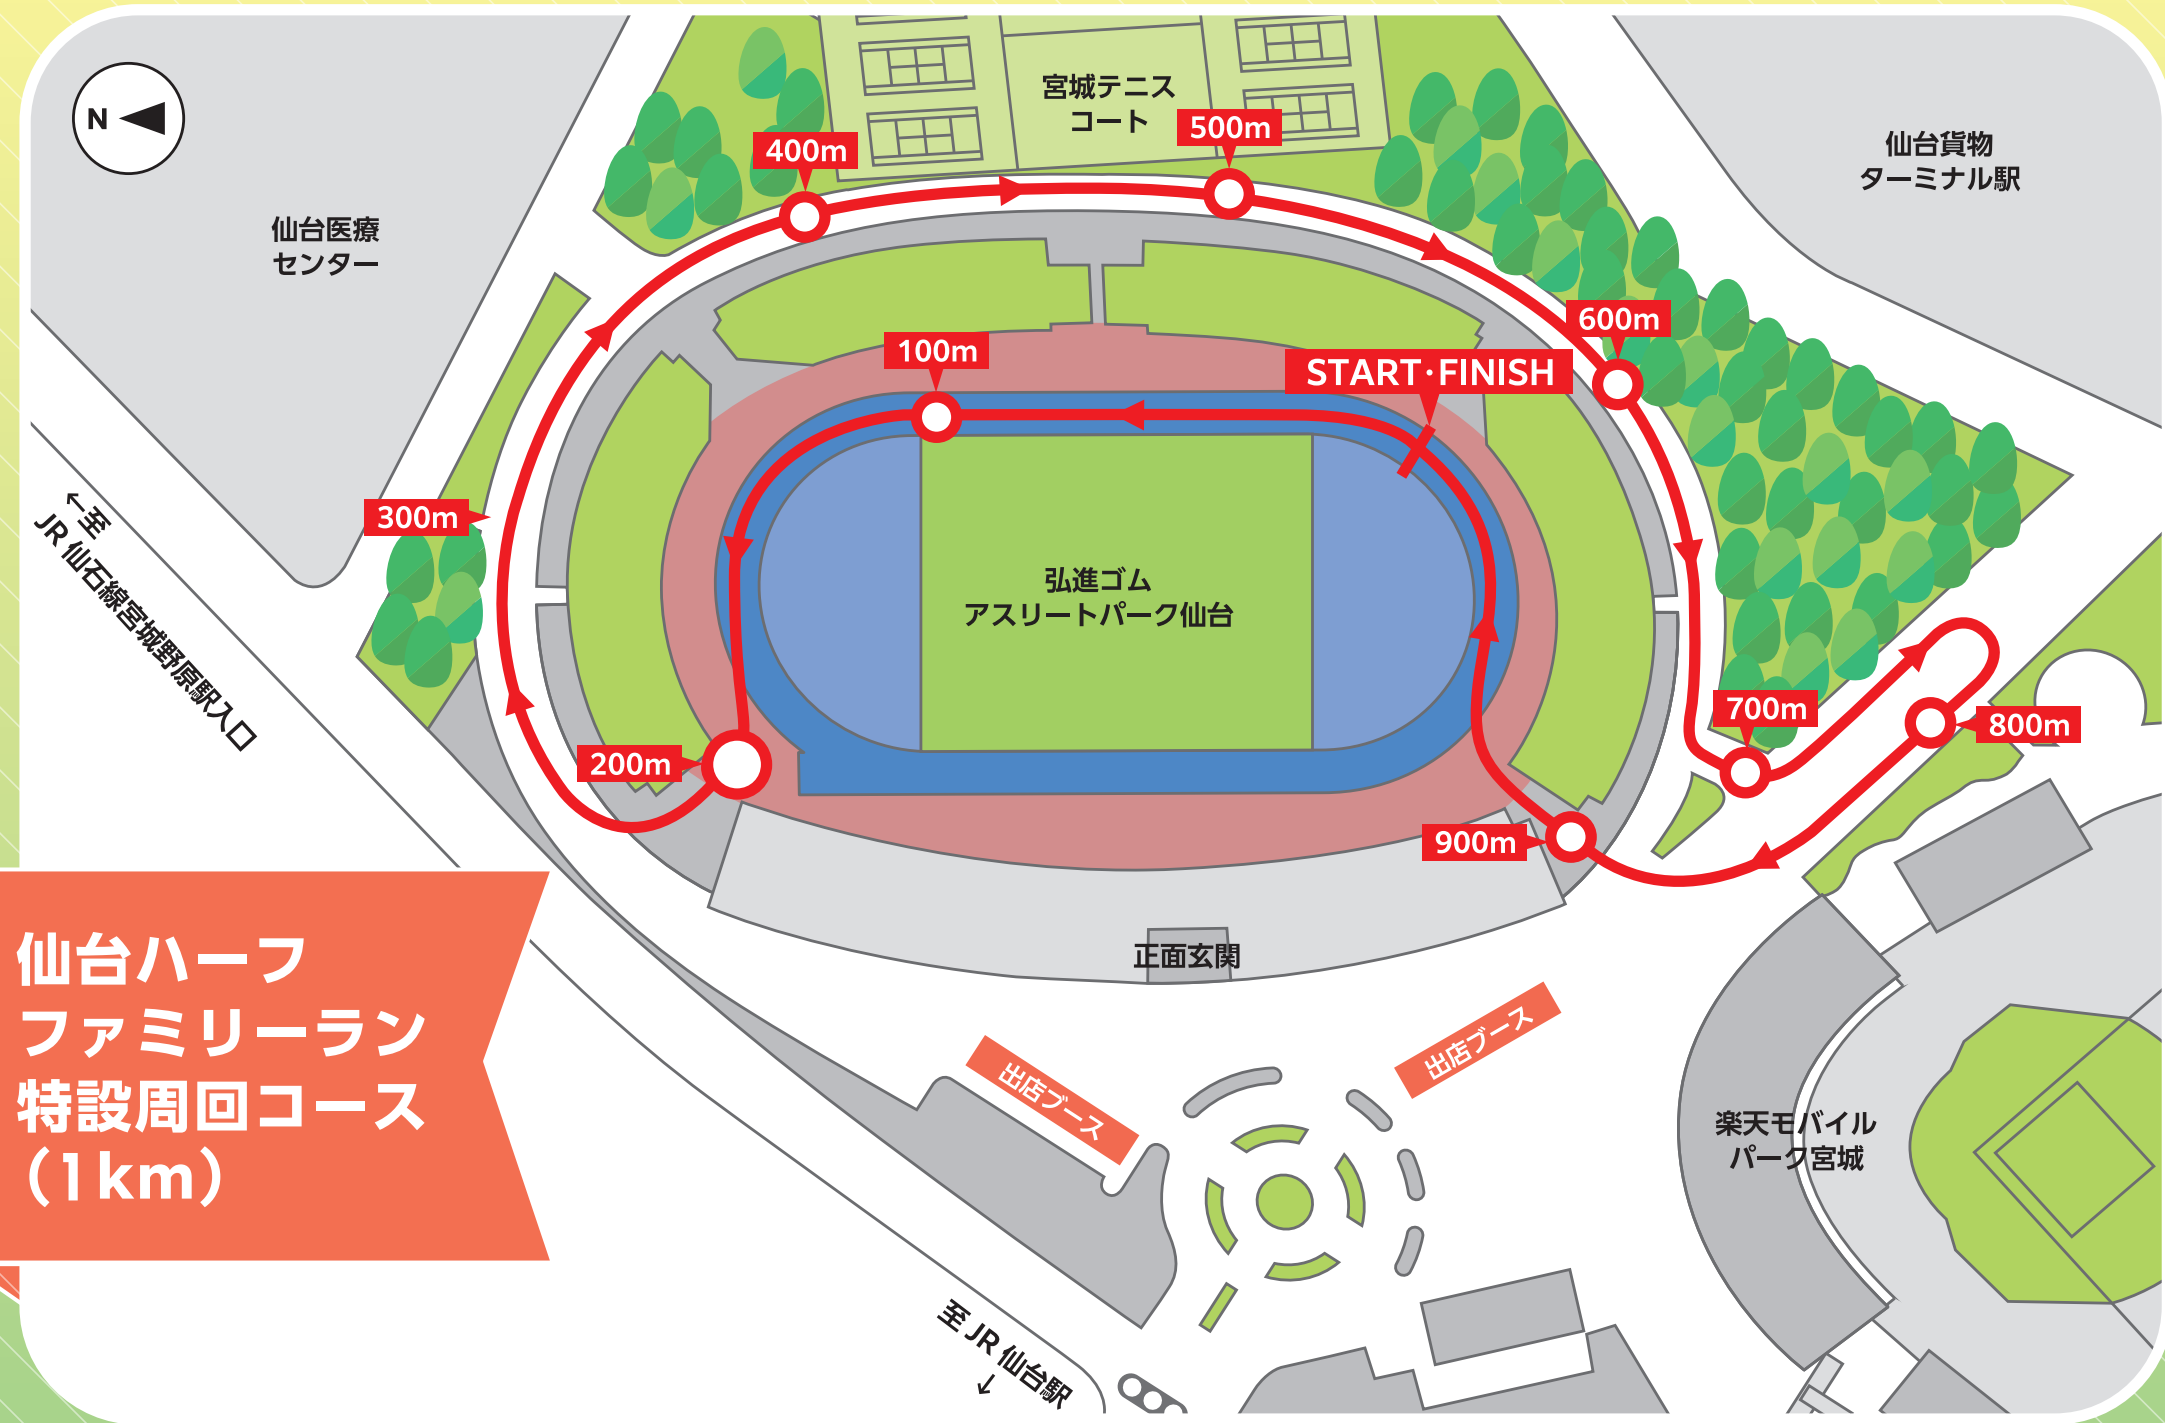 N
宮城テニス
コート
仙台貨物
ターミナル駅
仙台医療
センター
400m
500m
600m
100m
START・FINISH
300m
←至
JR仙石線宮城野原駅入口
弘進ゴム
アスリートパーク仙台
200m
700m
800m
900m
正面玄関
仙台ハーフ
ファミリーラン
特設周回コース
（1km）
出店ブース
出店ブース
楽天モバイル
パーク宮城
至 JR 仙台駅
↓